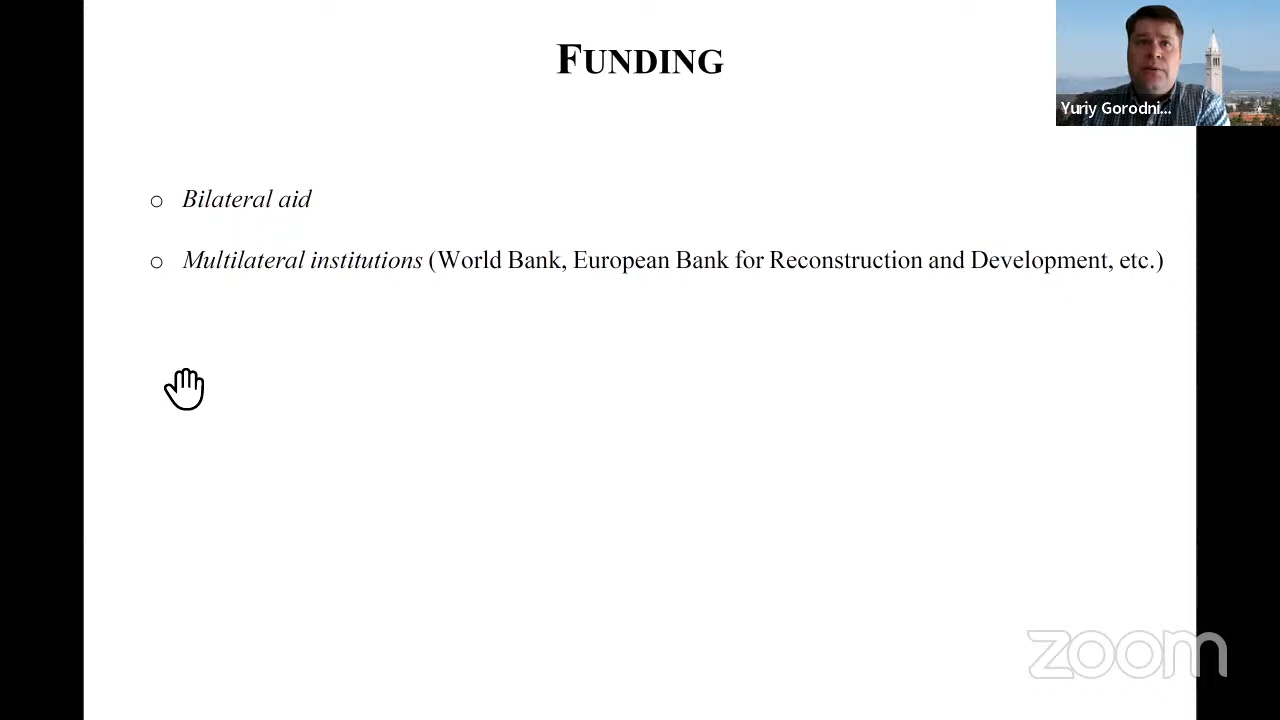 FUNDING
Yuriy Gorodni...
○ Bilateral aid
○ Multilateral institutions (World Bank, European Bank for Reconstruction and Development, etc.)
zoom